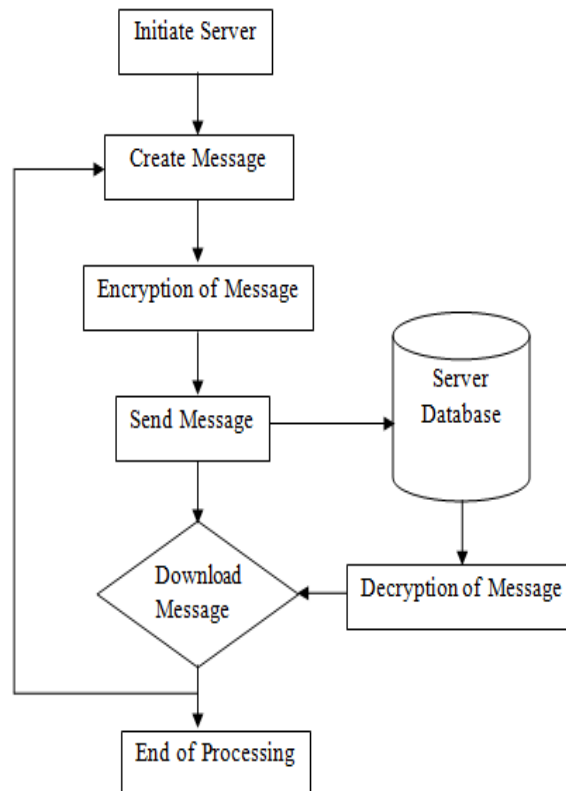 Initiate Server
Create Message
Encryption of Message
Server
Database
Send Message
Download
Message
Decryption of Message
End of Processing